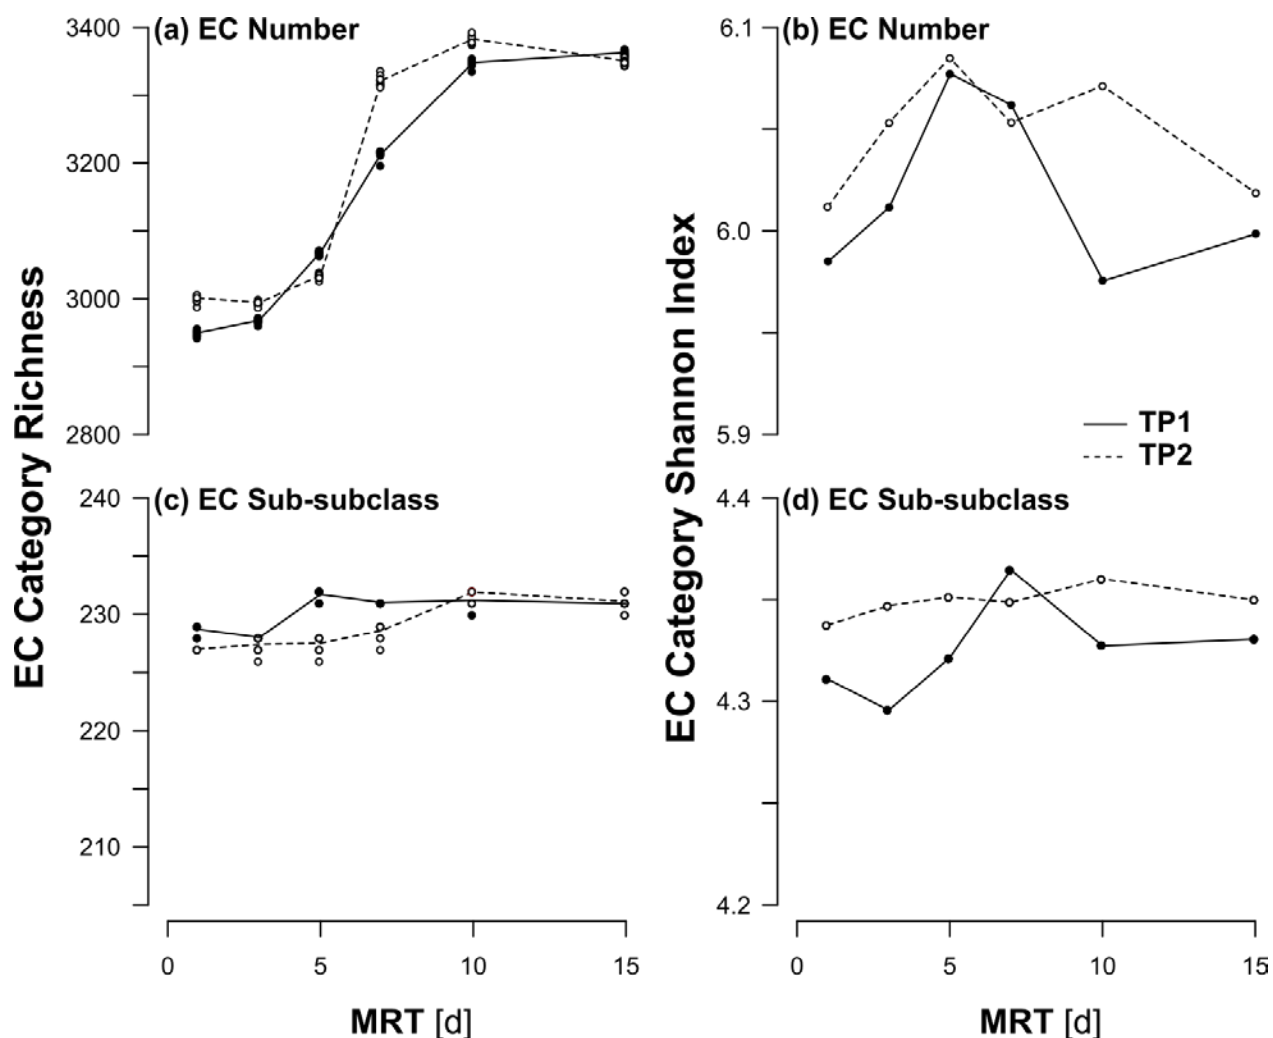 (a) EC Number
3400
3200
3000
2800
EC Category Richness
(b) EC Number
6.1
6.0
5.9
EC Category Shannon Index
TP1
TP2
(c) EC Sub-subclass
240
230
220
210
0 5 10 15
MRT [d]
(d) EC Sub-subclass
4.4
4.3
4.2
0 5 10 15
MRT [d]